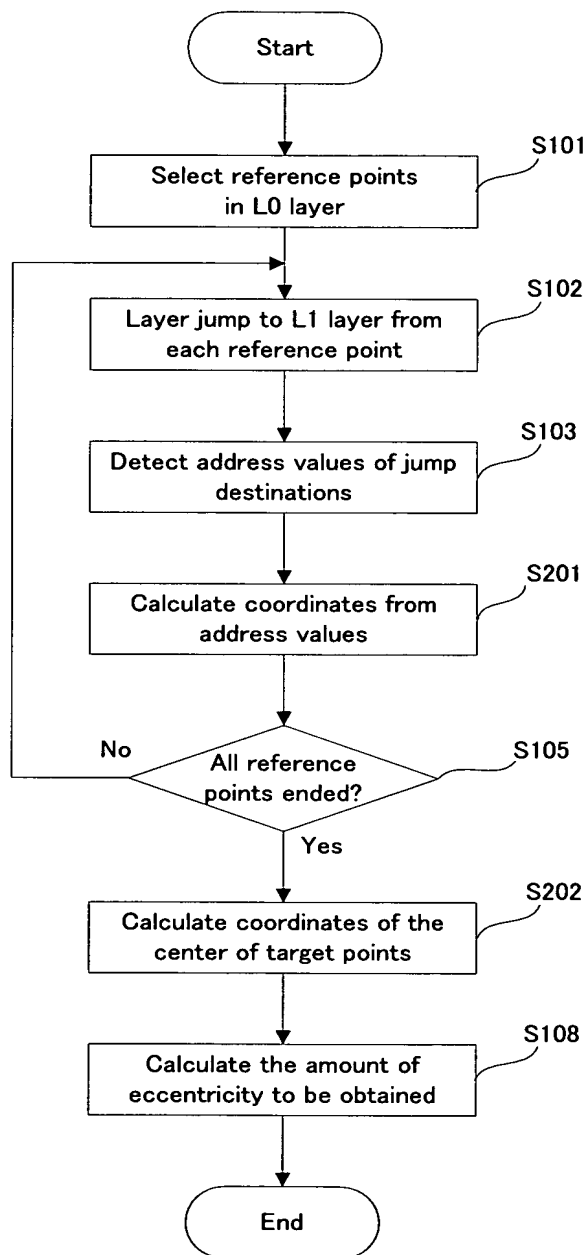 Start
S101
Select reference points
in L0 layer
S102
Layer jump to L1 layer from
each reference point
S103
Detect address values of jump
destinations
S201
Calculate coordinates from
address values
No
S105
All reference
points ended?
Yes
S202
Calculate coordinates of the
center of target points
S108
Calculate the amount of
eccentricity to be obtained
End